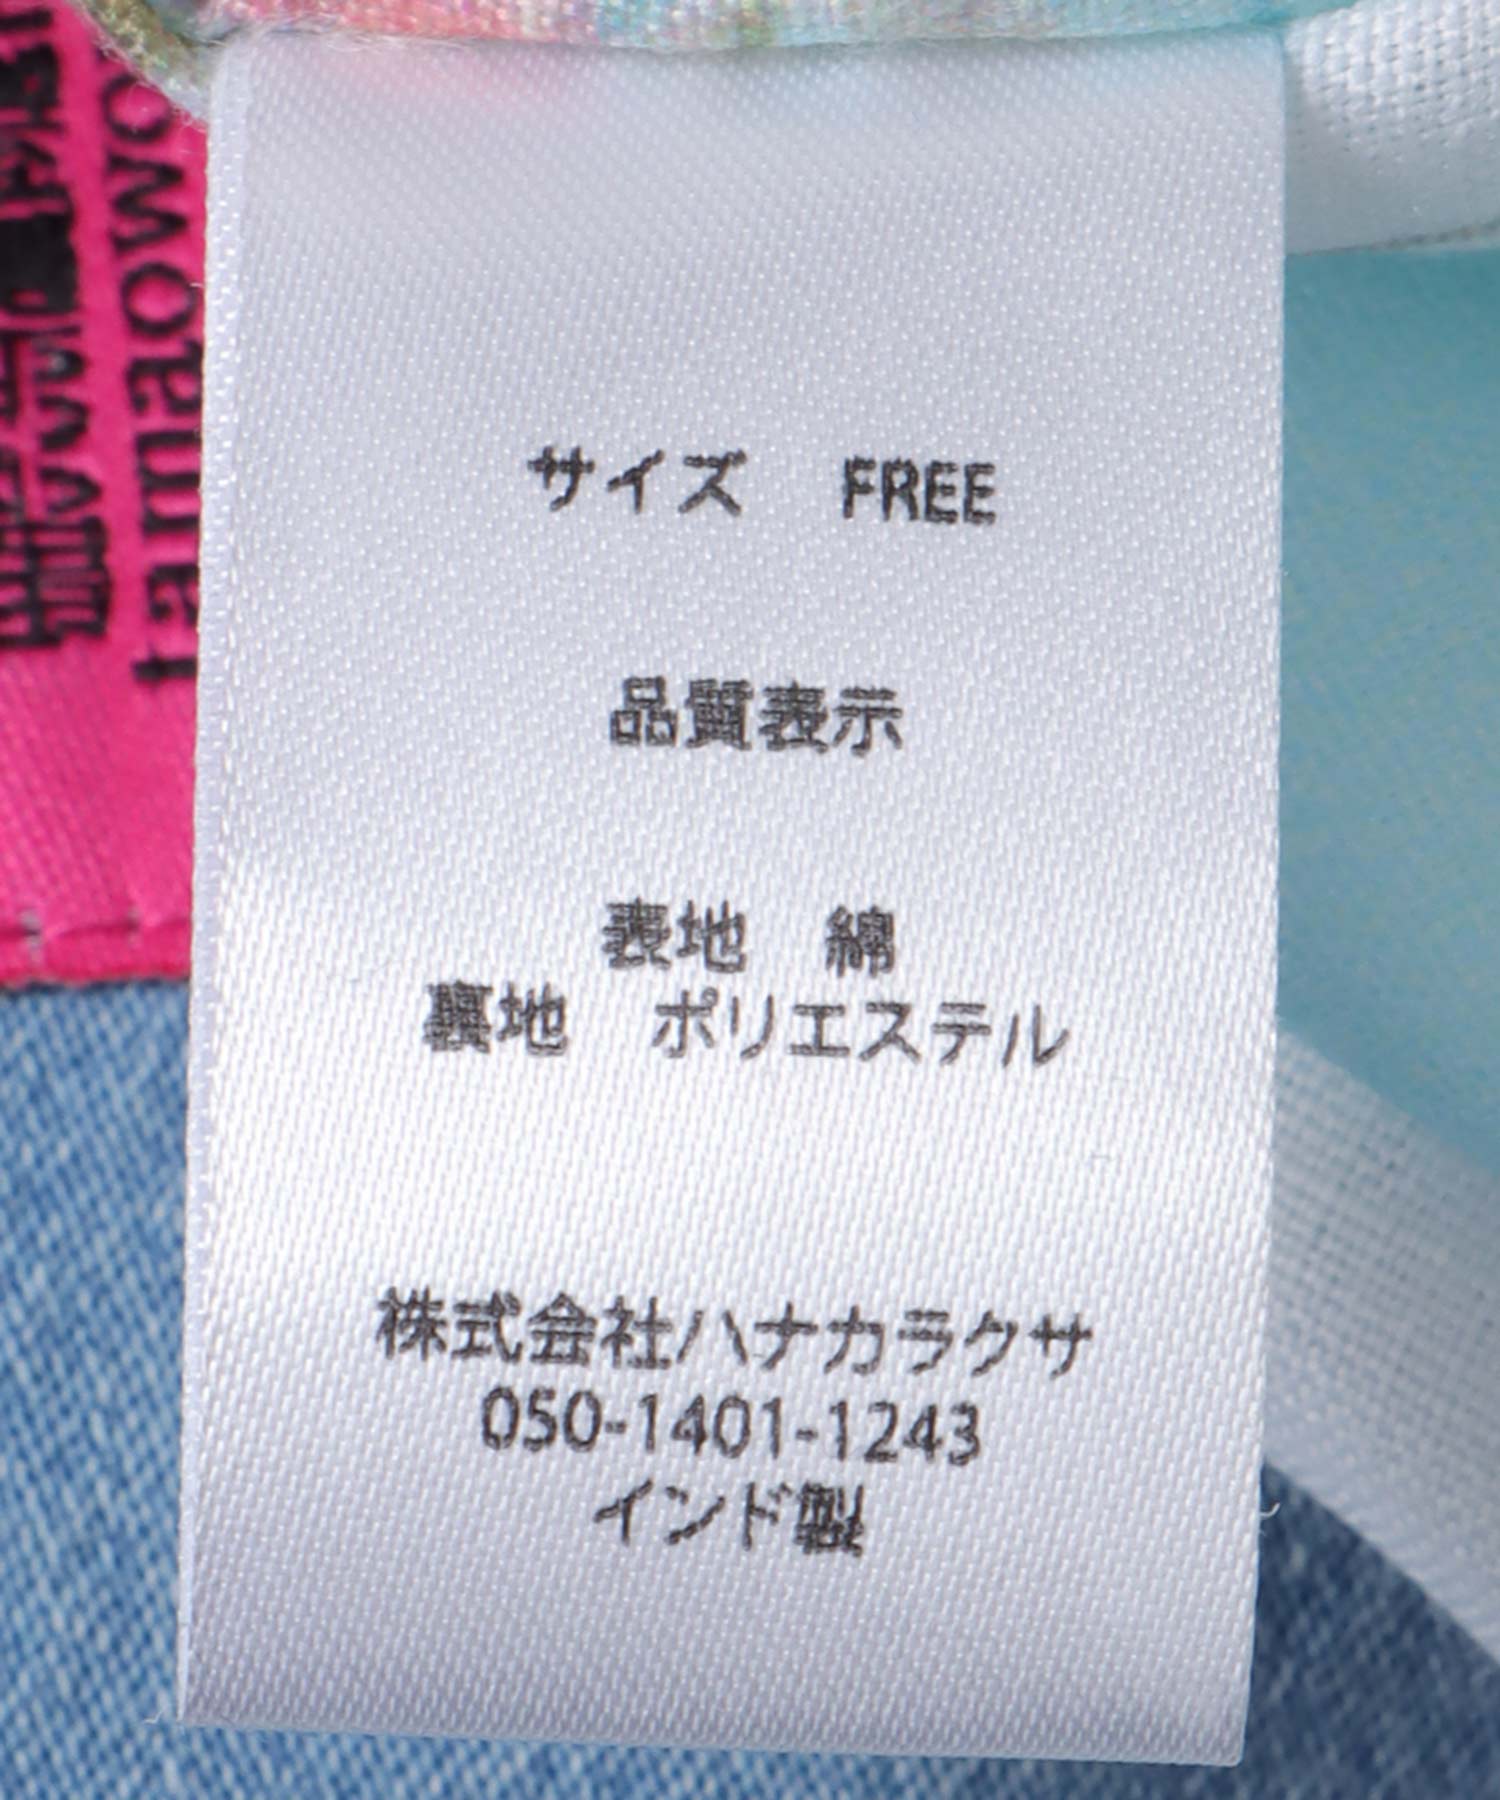 サイズ　FREE
品質表示
表地　綿
裏地　ポリエステル
株式会社ハナカラクサ
050-1401-1243
インド製